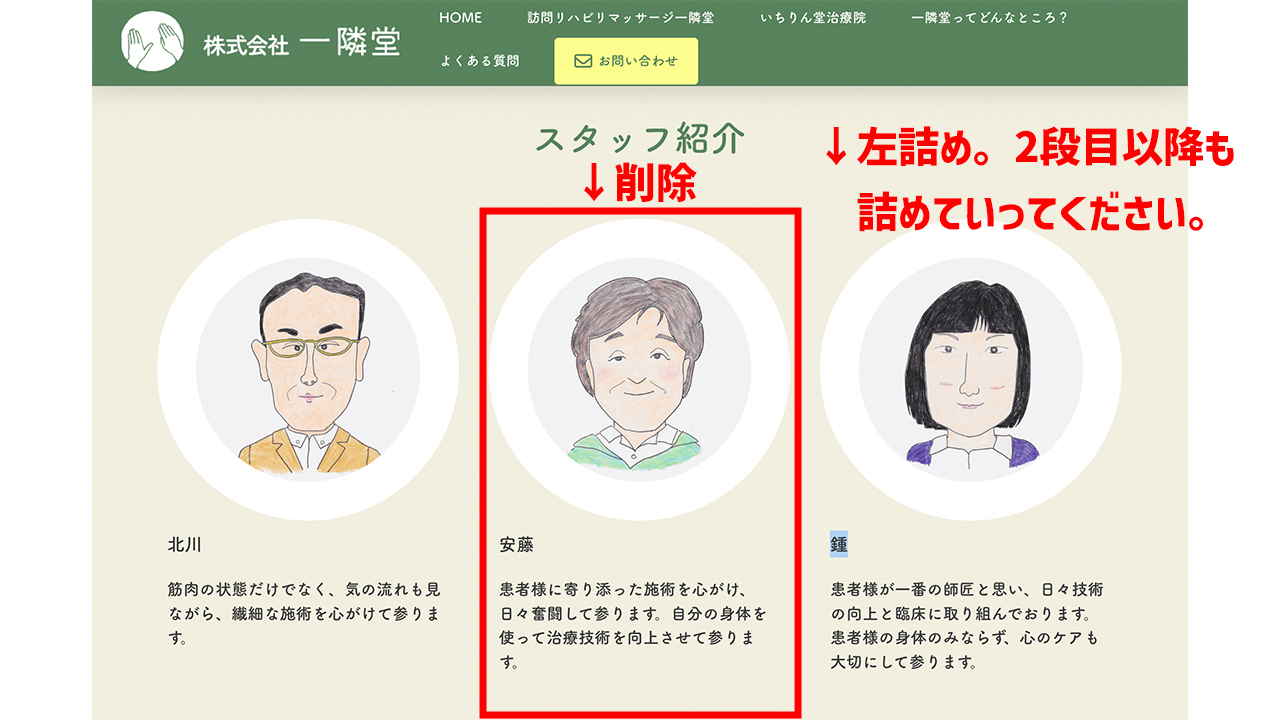 株式会社 一隣堂
HOME
訪問リハビリマッサージ一隣堂
いちりん堂治療院
一隣堂ってどんなところ？
よくある質問
お問い合わせ
スタッフ紹介
↓削除
↓左詰め。2段目以降も
詰めていってください。
北川
筋肉の状態だけでなく、気の流れも見
ながら、繊細な施術を心がけて参りま
す。
安藤
患者様に寄り添った施術を心がけ、
日々奮闘して参ります。自分の身体を
使って治療技術を向上させて参りま
す。
鍾
患者様が一番の師匠と思い、日々技術
の向上と臨床に取り組んでおります。
患者様の身体のみならず、心のケアも
大切にして参ります。